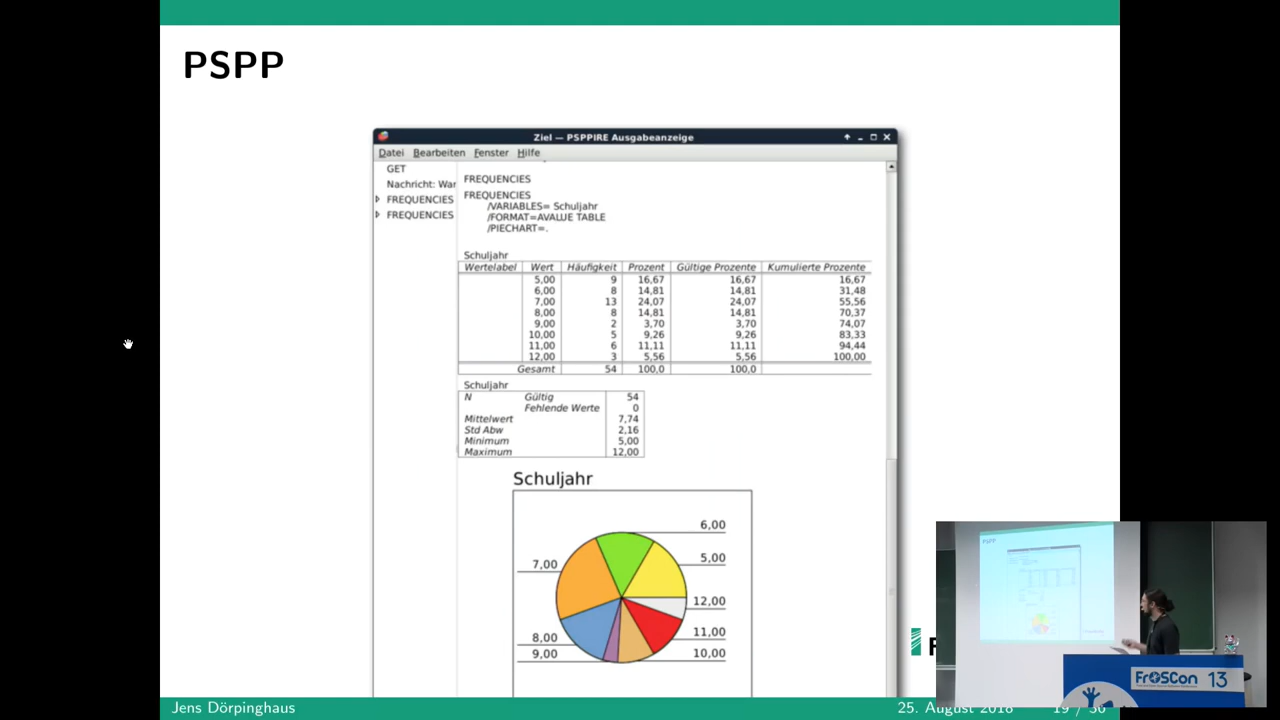 PSPP
Ziel — PSPPIRE Ausgabeanzeige
Datei Bearbeiten Fenster Hilfe
GET
Nachricht: War
FREQUENCIES
FREQUENCIES
FREQUENCIES
FREQUENCIES
/VARIABLES= Schuljahr
/FORMAT=AVALUE TABLE
/PIECHART=.
Schuljahr
Wertelabel Wert Häufigkeit Prozent Gültige Prozente Kumulierte Prozente
5,00 9 16,67 16,67 16,67
6,00 8 14,81 14,81 31,48
7,00 13 24,07 24,07 55,56
8,00 8 14,81 14,81 70,37
9,00 2 3,70 3,70 74,07
10,00 5 9,26 9,26 83,33
11,00 6 11,11 11,11 94,44
12,00 3 5,56 5,56 100,00
Gesamt 54 100,0 100,0
Schuljahr
N Gültig 54
Fehlende Werte 0
Mittelwert 7,74
Std Abw 2,16
Minimum 5,00
Maximum 12,00
Schuljahr
6,00
5,00
7,00
12,00
11,00
8,00
10,00
9,00
PSPP
FrOSCon 13
Jens Dörpinghaus 25. August 2018 19 / 36